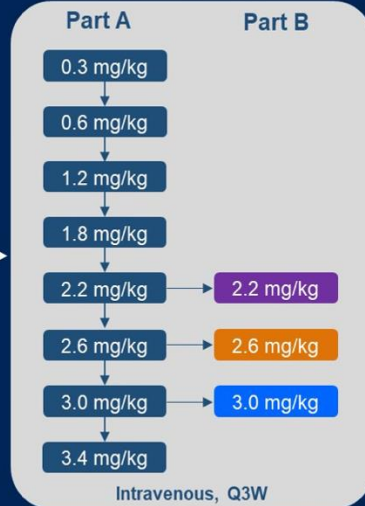 Part A Part B
0.3 mg/kg
0.6 mg/kg
1.2 mg/kg
1.8 mg/kg
2.2 mg/kg 2.2 mg/kg
2.6 mg/kg 2.6 mg/kg
3.0 mg/kg 3.0 mg/kg
3.4 mg/kg
Intravenous, Q3W